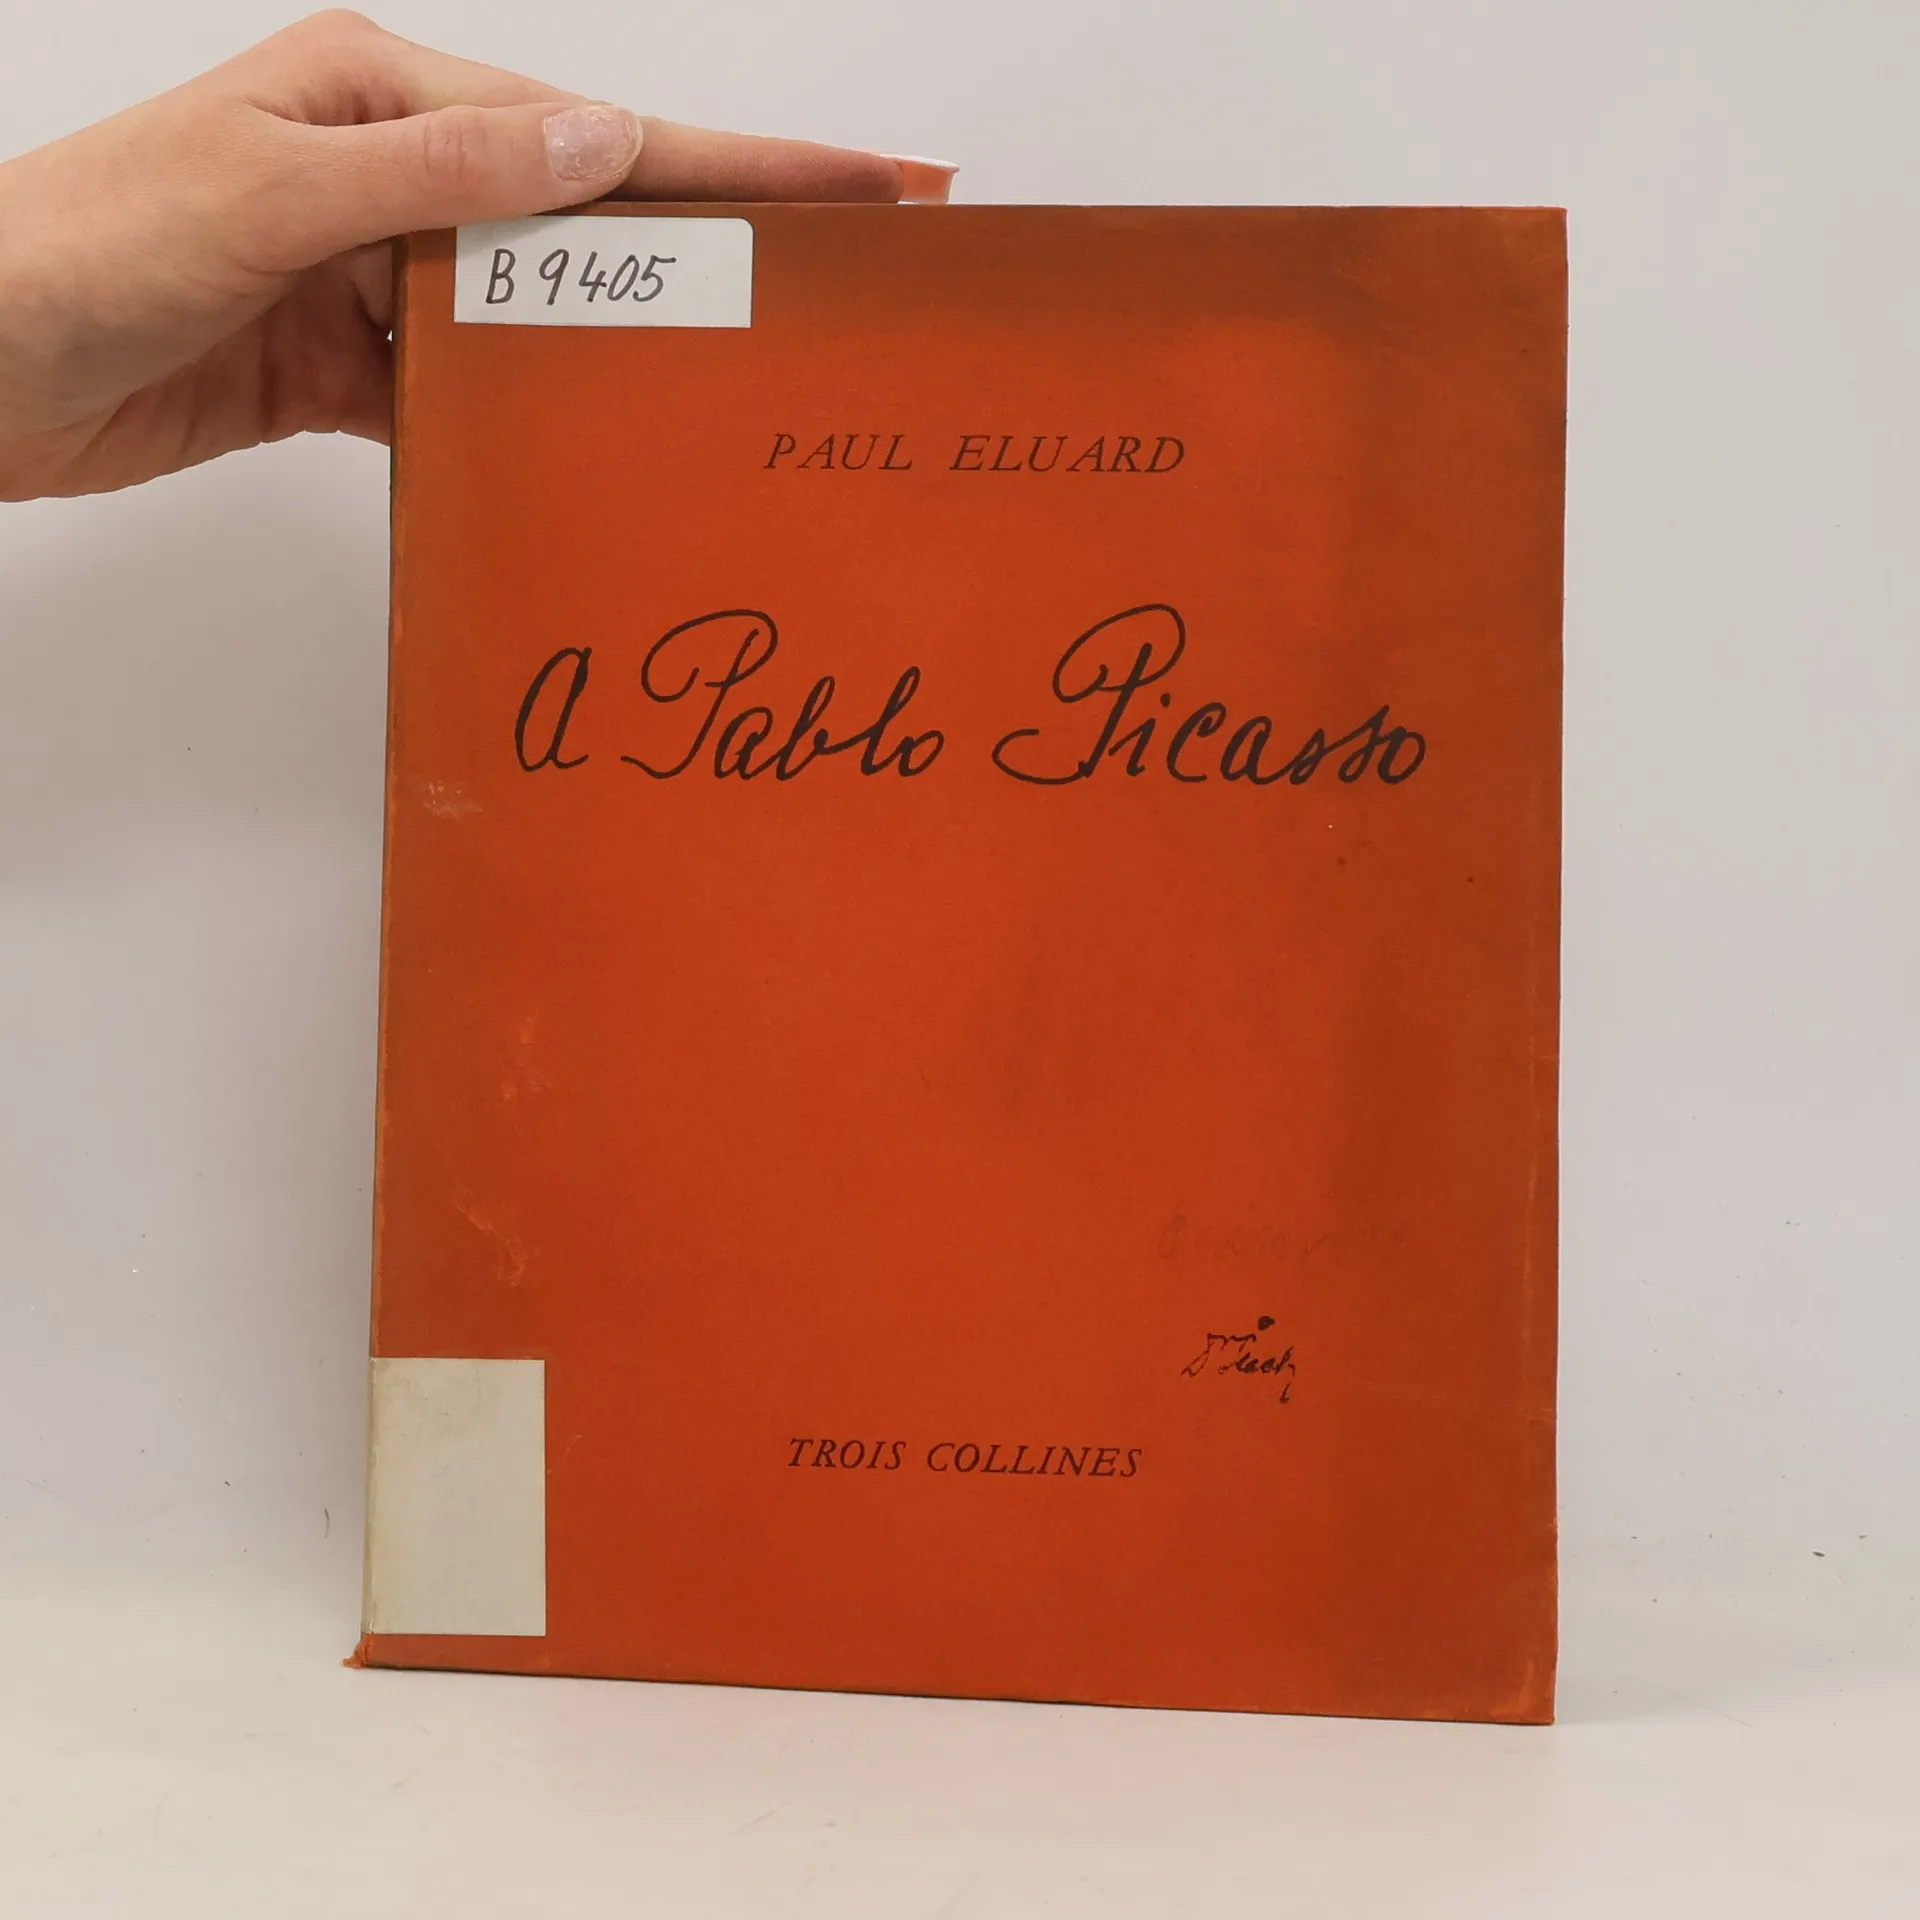 B 9405
PAUL ELUARD
A Pablo Picasso
TROIS COLLINES